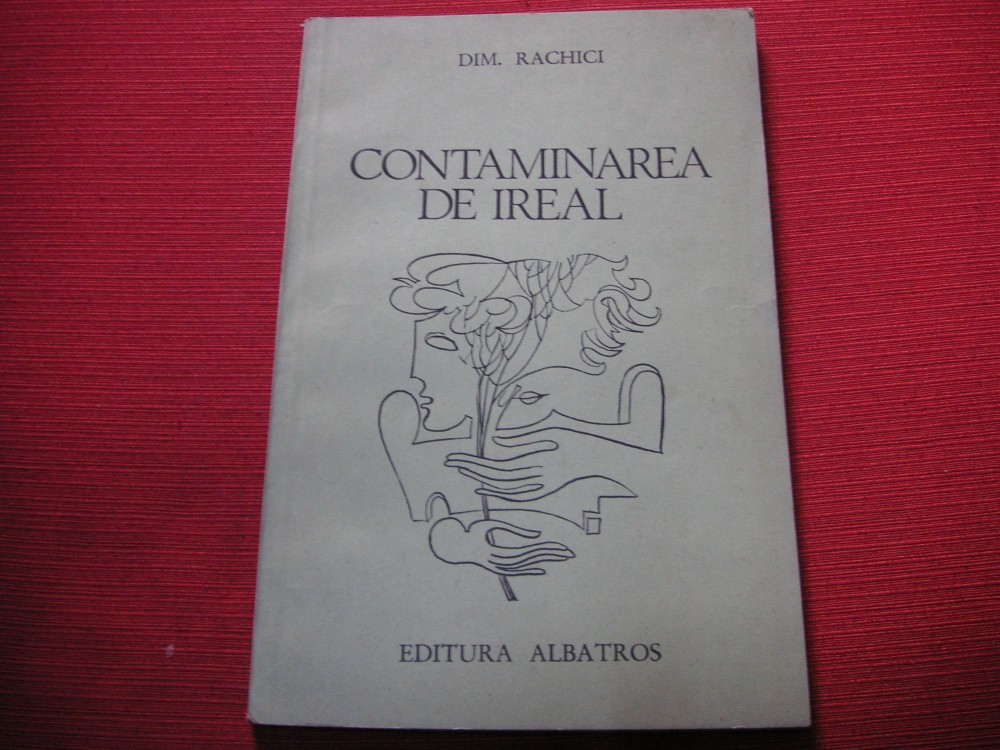 DIM. RACHICI
CONTAMINAREA
DE IREAL
EDITURA ALBATROS